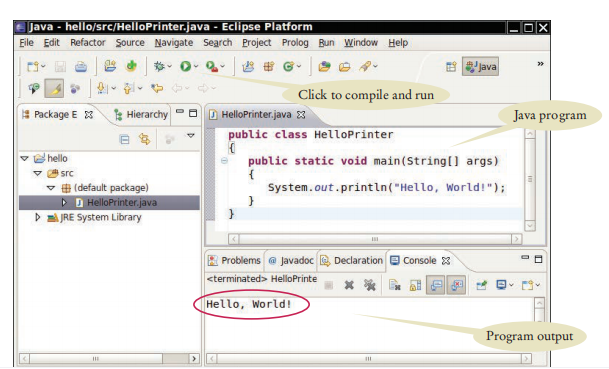 Java - hello/src/HelloPrinter.java - Eclipse Platform
File Edit Refactor Source Navigate Search Project Prolog Run Window Help
Java
Click to compile and run
Package E Hierarchy
HelloPrinter.java
Java program
hello
src
(default package)
HelloPrinter.java
JRE System Library
public class HelloPrinter
{
public static void main(String[] args)
{
System.out.println("Hello, World!");
}
}
Problems @ Javadoc Declaration Console
<terminated> HelloPrinte
Hello, World!
Program output